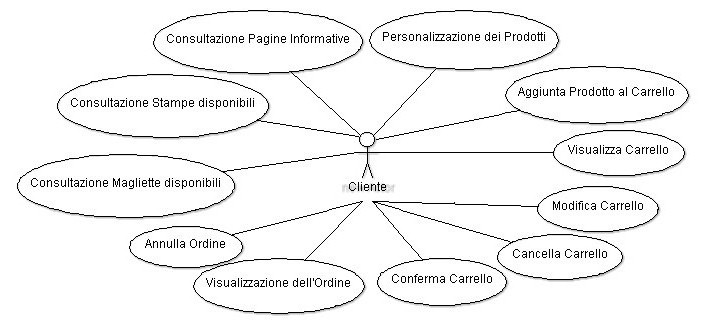 Consultazione Pagine Informative
Personalizzazione dei Prodotti
Consultazione Stampe disponibili
Aggiunta Prodotto al Carrello
Visualizza Carrello
Consultazione Magliette disponibili
Cliente
Modifica Carrello
Annulla Ordine
Cancella Carrello
Visualizzazione dell'Ordine
Conferma Carrello